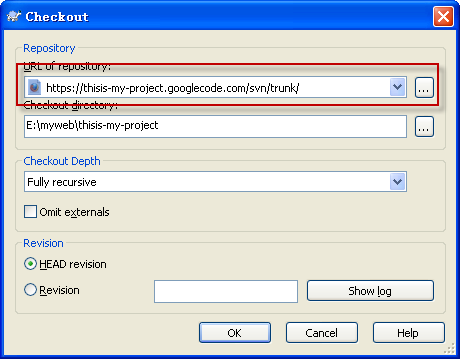 Checkout
Repository
URL of repository:
https://thisis-my-project.googlecode.com/svn/trunk/
...
Checkout directory:
E:\myweb\thisis-my-project
...
Checkout Depth
Fully recursive
Omit externals
Revision
HEAD revision
Revision
Show log
OK
Cancel
Help